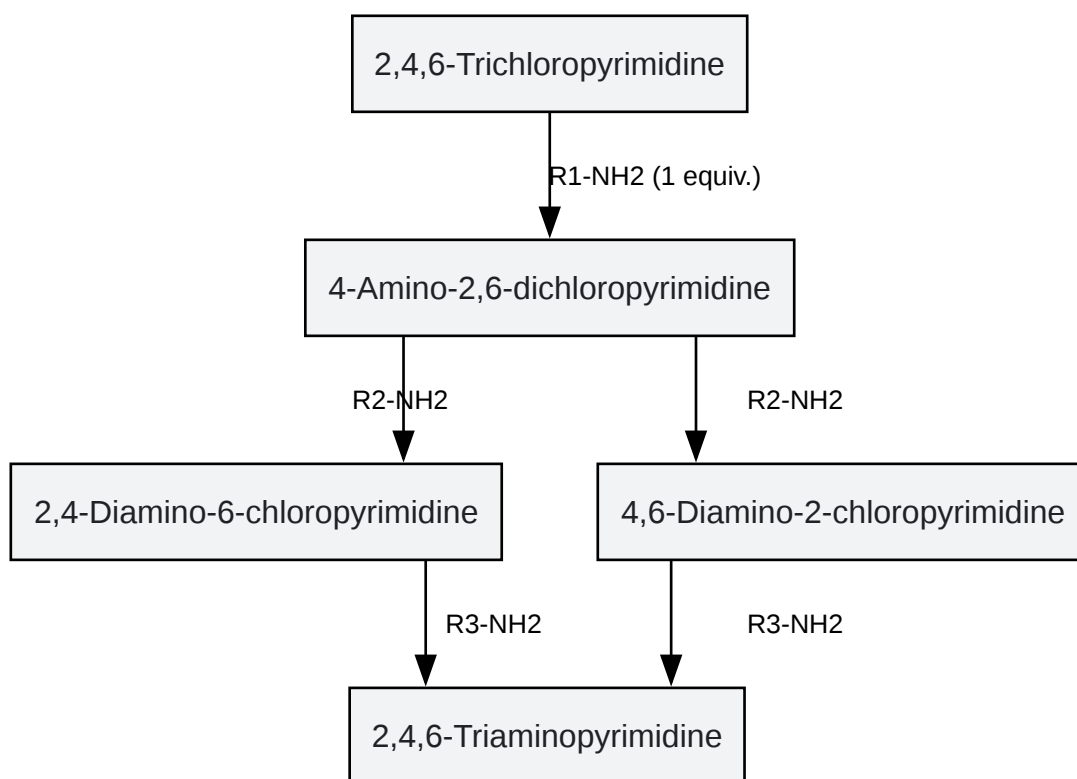 2,4,6-Trichloropyrimidine
R1-NH2 (1 equiv.)
4-Amino-2,6-dichloropyrimidine
R2-NH2
R2-NH2
2,4-Diamino-6-chloropyrimidine
4,6-Diamino-2-chloropyrimidine
R3-NH2
R3-NH2
2,4,6-Triaminopyrimidine